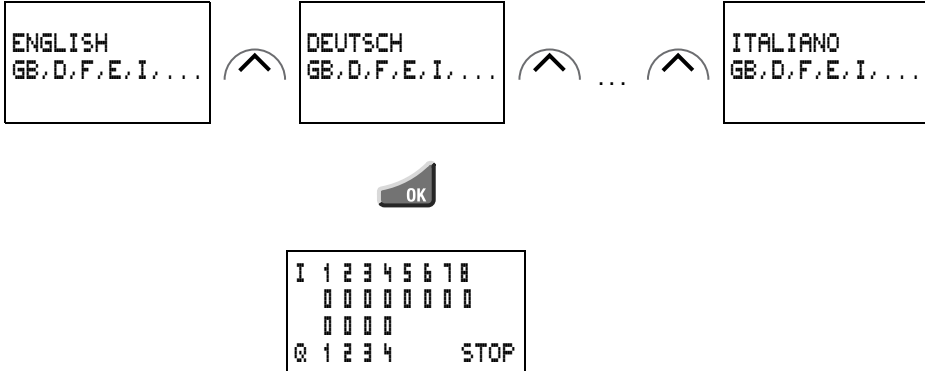 ENGLISH
GB,D,F,E,I,...
DEUTSCH
GB,D,F,E,I,...
...
ITALIANO
GB,D,F,E,I,...
OK
I 1 2 3 4 5 6 7 8
0 0 0 0 0 0 0 0
0 0 0 0
Q 1 2 3 4 STOP